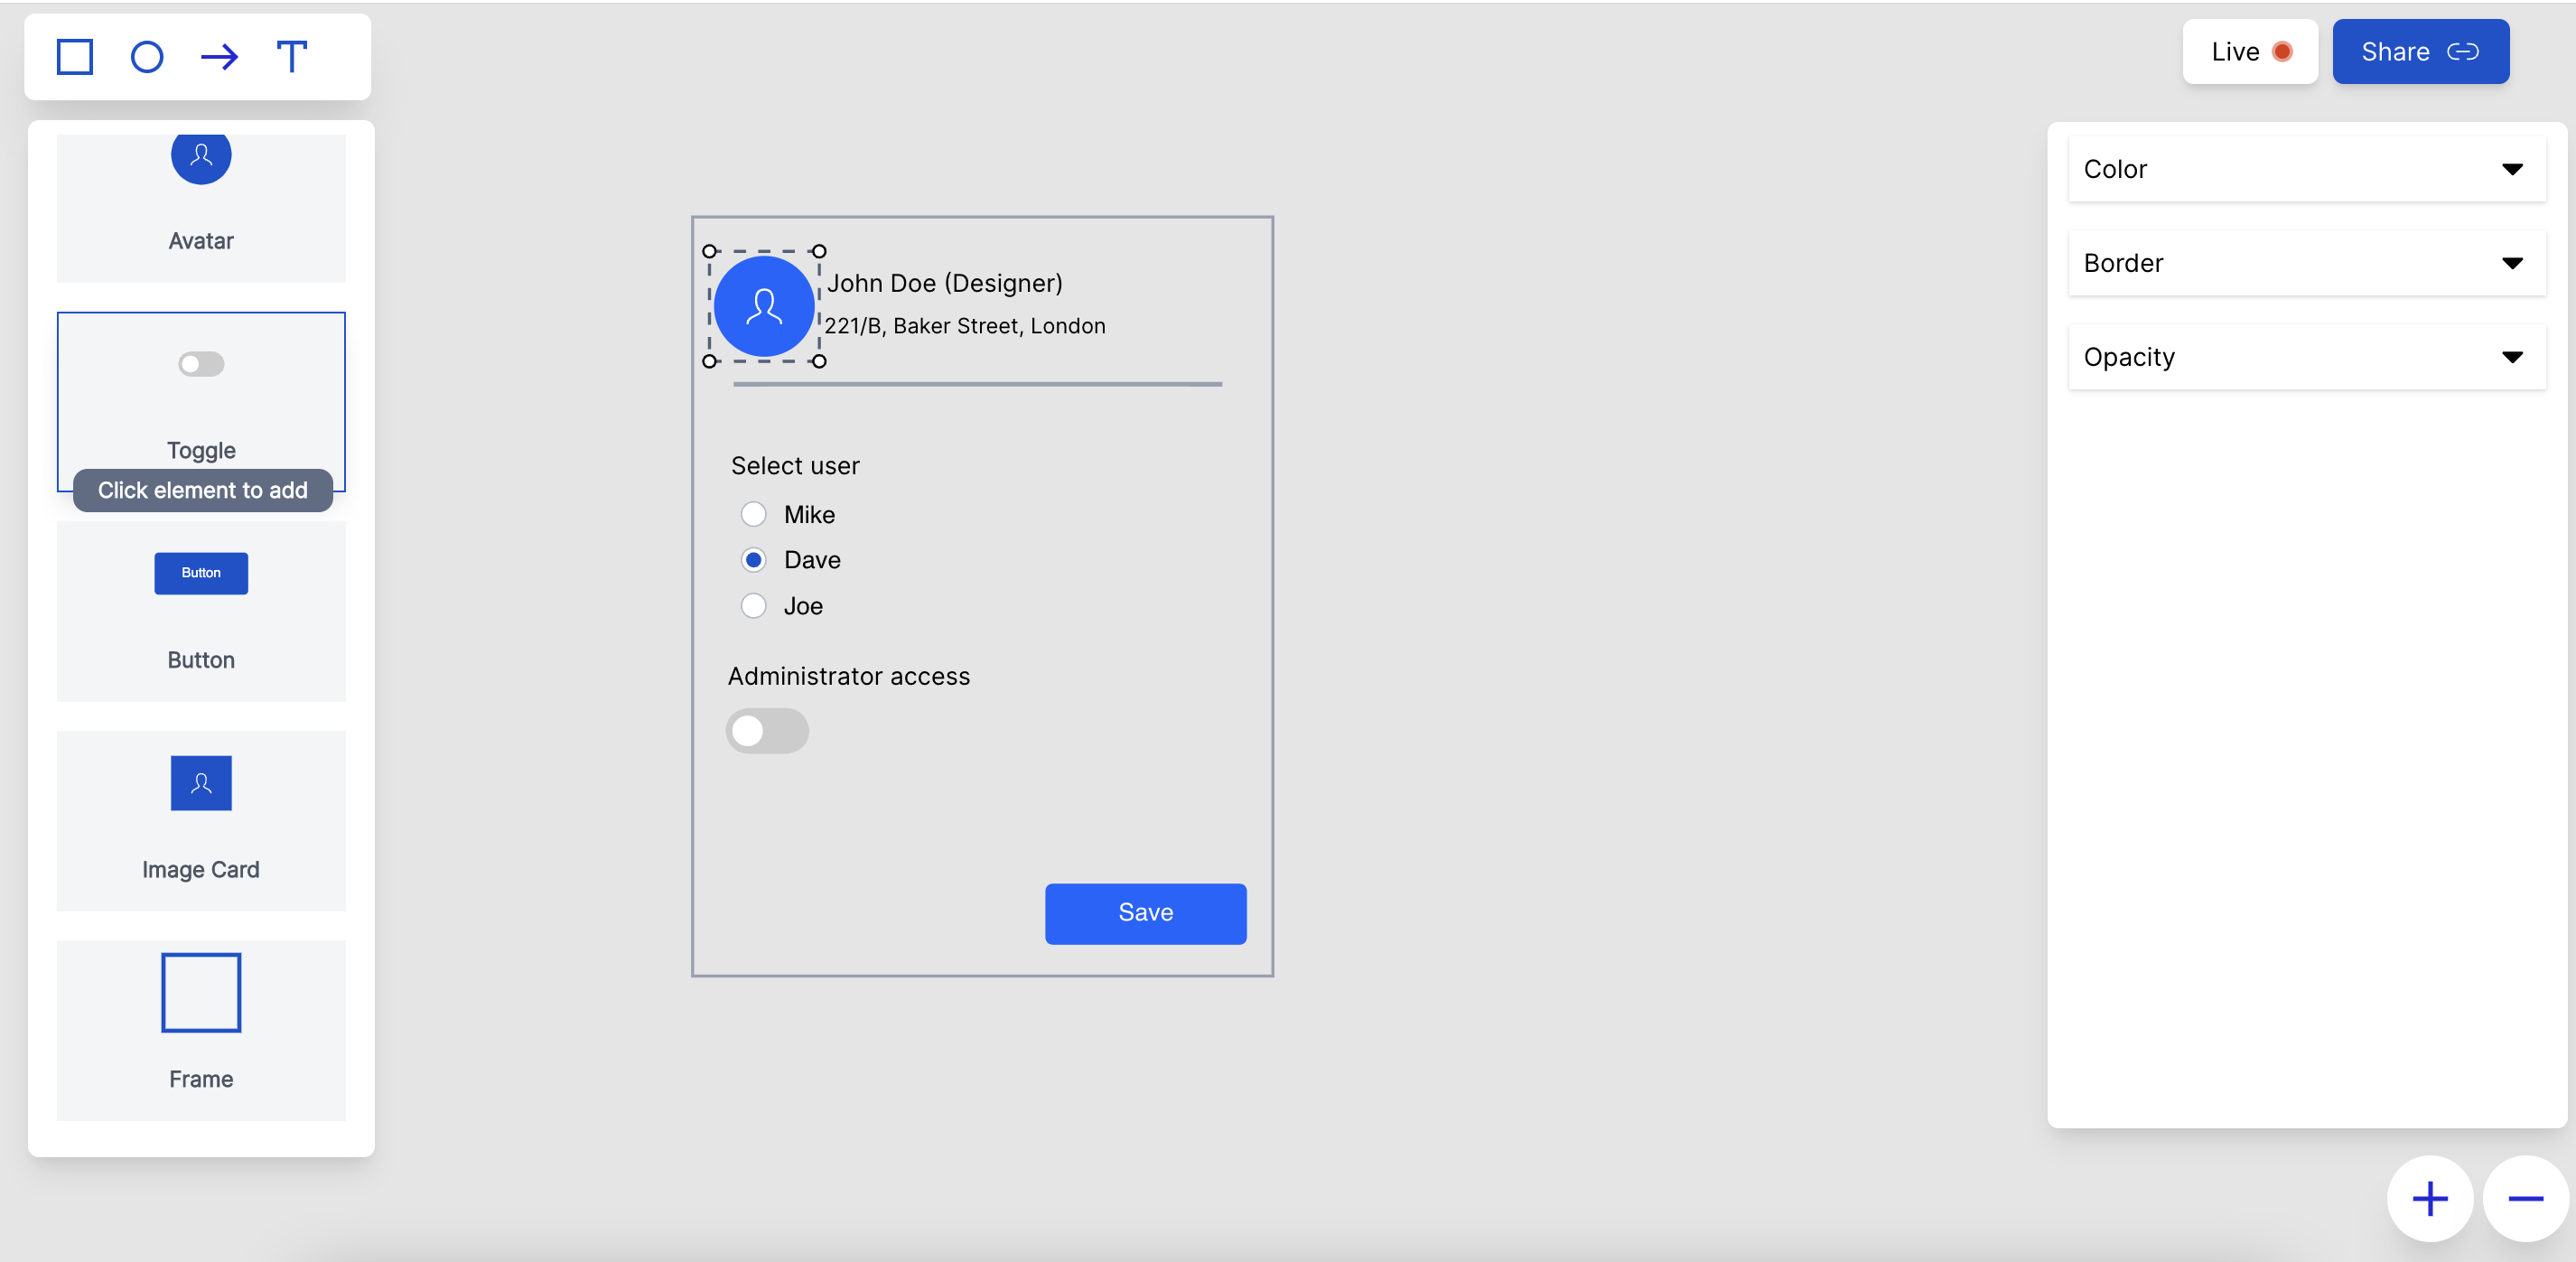 T
Live
Share
Avatar
Toggle
Click element to add
Button
Button
Image Card
Frame
John Doe (Designer)
221/B, Baker Street, London
Select user
Mike
Dave
Joe
Administrator access
Save
Color
Border
Opacity